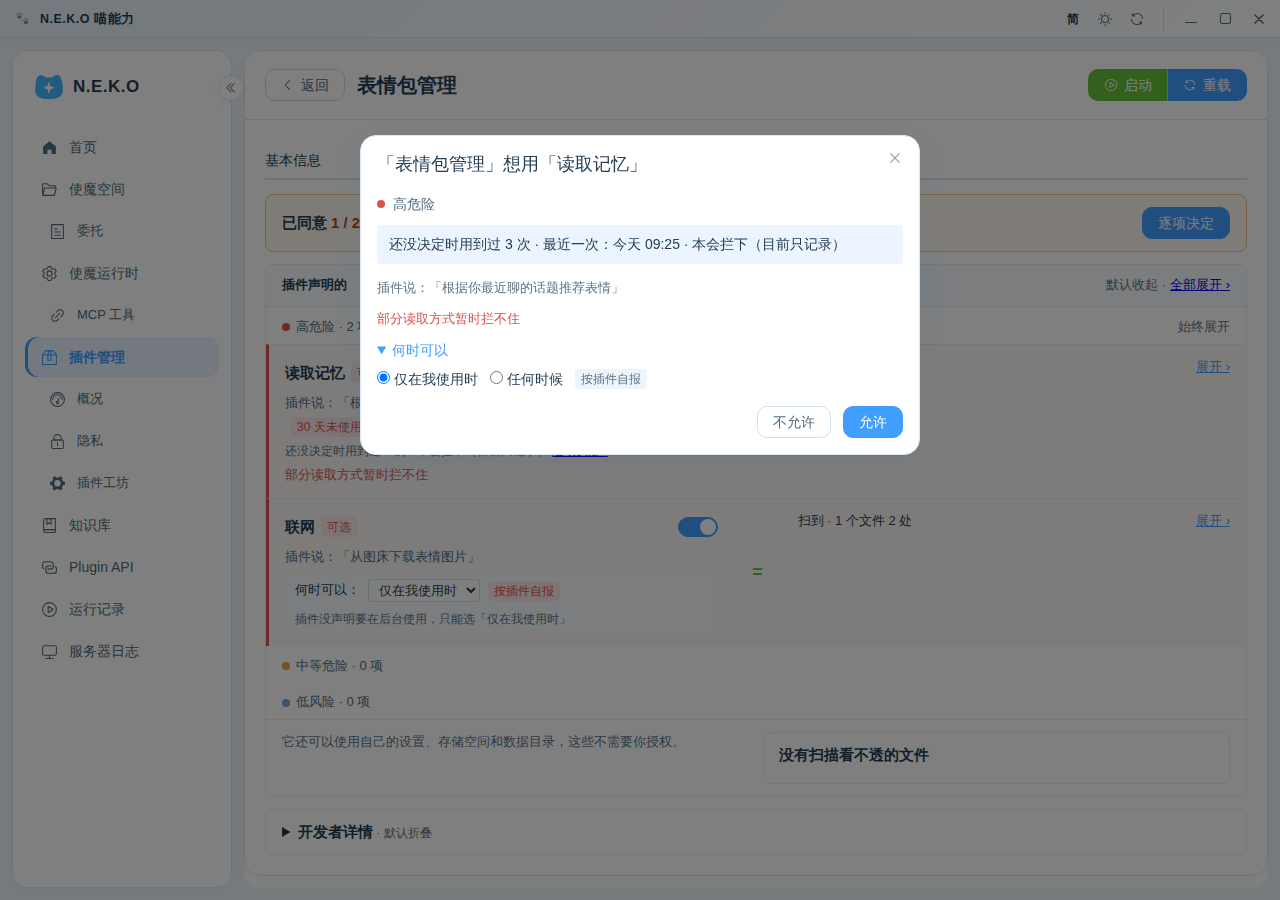 N.E.K.O 喵能力
简
N.E.K.O
首页
使魔空间
委托
使魔运行时
MCP 工具
插件管理
概况
隐私
插件工坊
知识库
Plugin API
运行记录
服务器日志
返回
表情包管理
启动
重载
基本信息
已同意 1 / 2
逐项决定
插件声明的
默认收起 · 全部展开 ›
高危险 · 2
始终展开
「表情包管理」想用「读取记忆」
高危险
还没决定时用到过 3 次 · 最近一次：今天 09:25 · 本会拦下（目前只记录）
插件说：「根据你最近聊的话题推荐表情」
部分读取方式暂时拦不住
何时可以
仅在我使用时
任何时候
按插件自报
不允许
允许
读取记忆
展开 ›
插件说：「根
30 天未使用
还没决定时用到
部分读取方式暂时拦不住
联网
可选
扫到 · 1 个文件 2 处
展开 ›
插件说：「从图床下载表情图片」
=
何时可以：
仅在我使用时
按插件自报
插件没声明要在后台使用，只能选「仅在我使用时」
中等危险 · 0 项
低风险 · 0 项
它还可以使用自己的设置、存储空间和数据目录，这些不需要你授权。
没有扫描看不透的文件
开发者详情 · 默认折叠